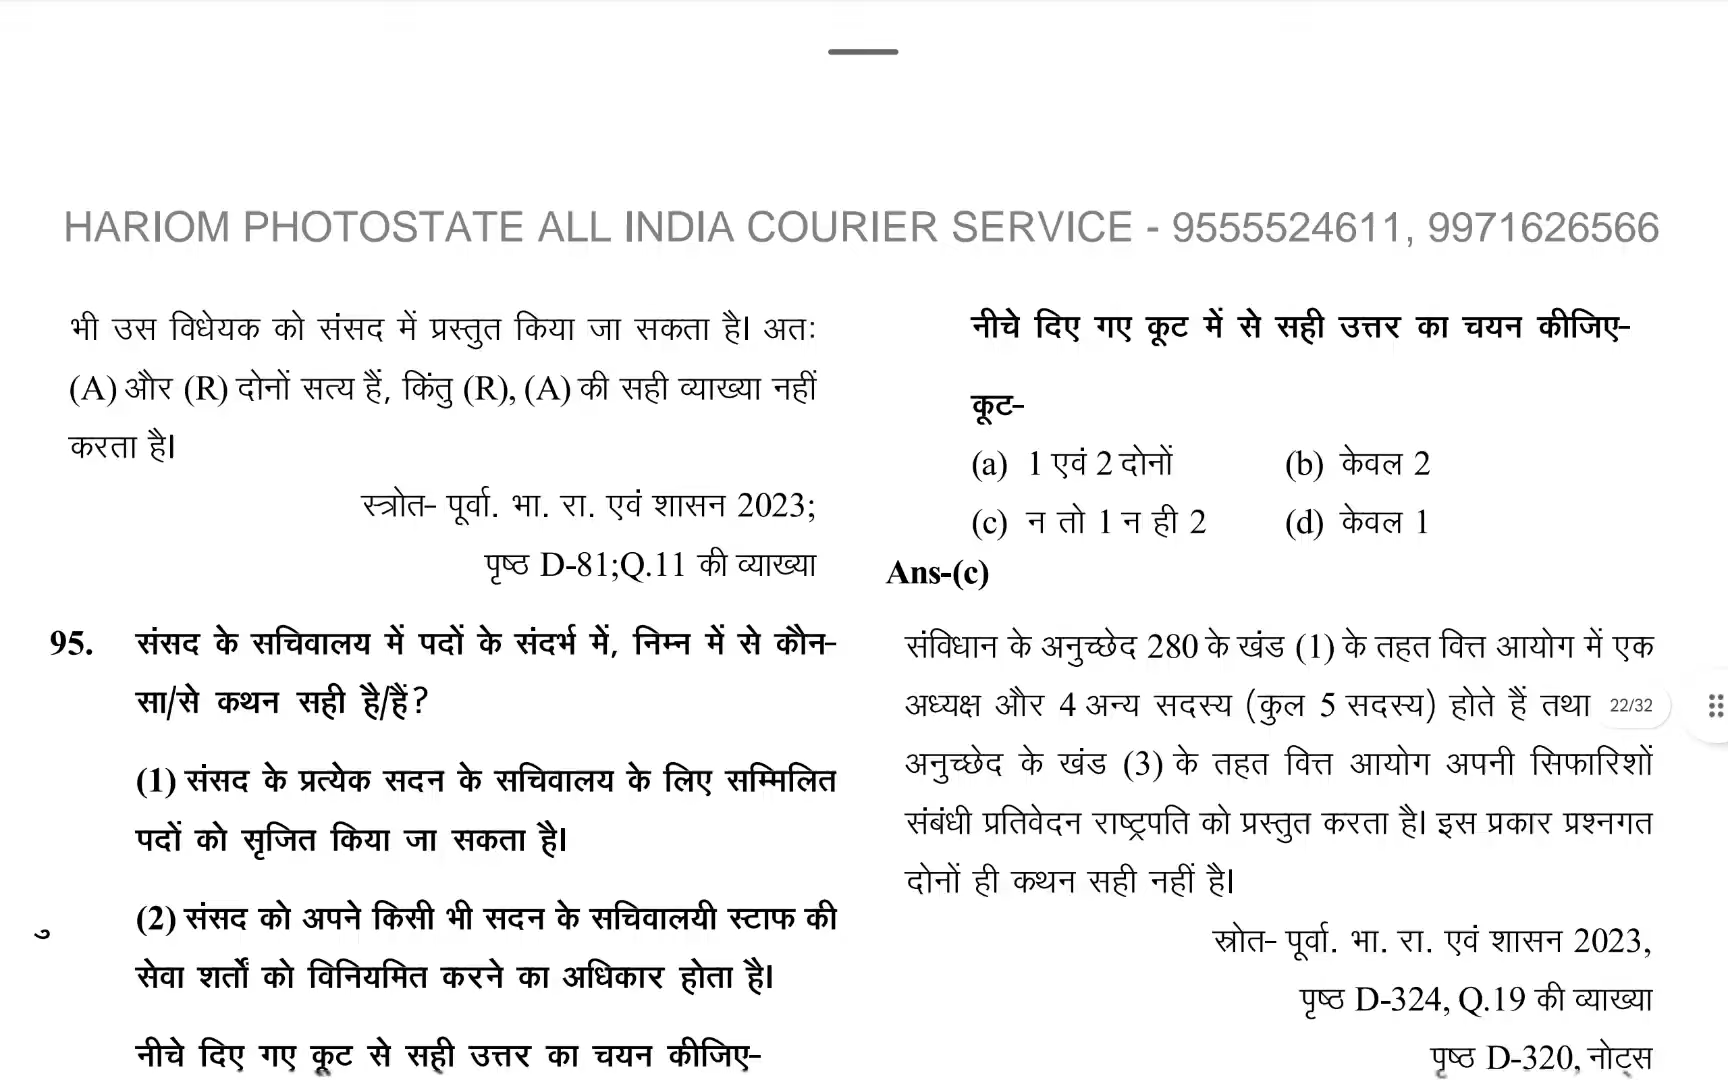 HARIOM PHOTOSTATE ALL INDIA COURIER SERVICE - 9555524611, 9971626566
भी उस विधेयक को संसद में प्रस्तुत किया जा सकता है। अतः
(A) और (R) दोनों सत्य हैं, किंतु (R), (A) की सही व्याख्या नहीं
करता है।
स्त्रोत- पूर्वा. भा. रा. एवं शासन 2023;
पृष्ठ D-81;Q.11 की व्याख्या
95. संसद के सचिवालय में पदों के संदर्भ में, निम्न में से कौन-
सा/से कथन सही है/हैं?
(1) संसद के प्रत्येक सदन के सचिवालय के लिए सम्मिलित
पदों को सृजित किया जा सकता है।
(2) संसद को अपने किसी भी सदन के सचिवालयी स्टाफ की
सेवा शर्तों को विनियमित करने का अधिकार होता है।
नीचे दिए गए कूट से सही उत्तर का चयन कीजिए-
नीचे दिए गए कूट में से सही उत्तर का चयन कीजिए-
कूट-
(a) 1 एवं 2 दोनों (b) केवल 2
(c) न तो 1 न ही 2 (d) केवल 1
Ans-(c)
संविधान के अनुच्छेद 280 के खंड (1) के तहत वित्त आयोग में एक
अध्यक्ष और 4 अन्य सदस्य (कुल 5 सदस्य) होते हैं तथा
22/32
अनुच्छेद के खंड (3) के तहत वित्त आयोग अपनी सिफारिशों
संबंधी प्रतिवेदन राष्ट्रपति को प्रस्तुत करता है। इस प्रकार प्रश्नगत
दोनों ही कथन सही नहीं है।
स्रोत- पूर्वा. भा. रा. एवं शासन 2023,
पृष्ठ D-324, Q.19 की व्याख्या
पृष्ठ D-320, नोट्स